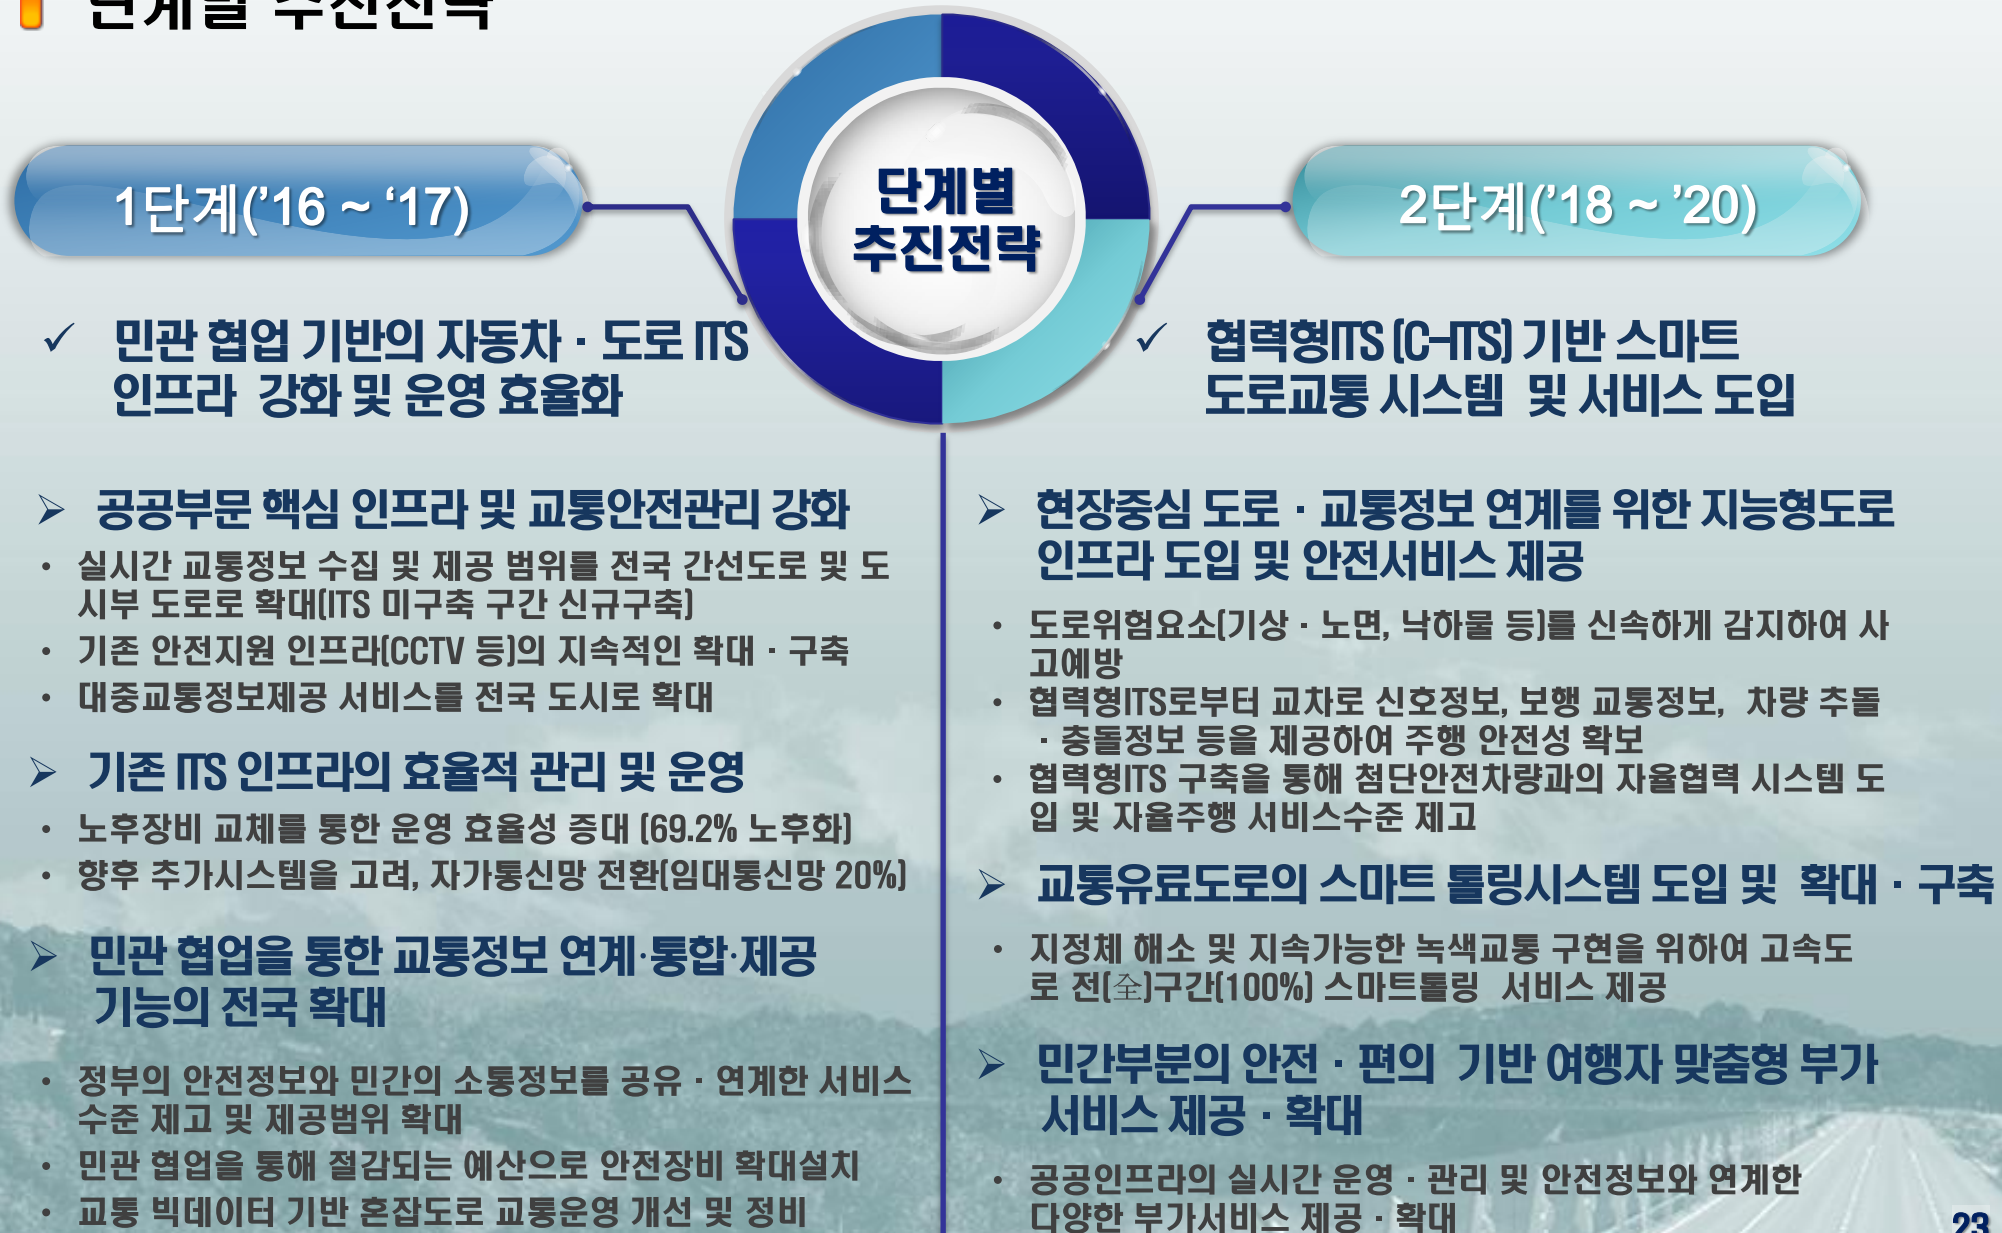 단계별 추진전략
단계별
추진전략
1단계(’16 ~ ‘17)
✓ 민관 협업 기반의 자동차 · 도로 ITS
인프라 강화 및 운영 효율화
➢ 공공부문 핵심 인프라 및 교통안전관리 강화
• 실시간 교통정보 수집 및 제공 범위를 전국 간선도로 및 도
시부 도로로 확대(ITS 미구축 구간 신규구축)
• 기존 안전지원 인프라(CCTV 등)의 지속적인 확대 · 구축
• 대중교통정보제공 서비스를 전국 도시로 확대
➢ 기존 ITS 인프라의 효율적 관리 및 운영
• 노후장비 교체를 통한 운영 효율성 증대 (69.2% 노후화)
• 향후 추가시스템을 고려, 자가통신망 전환(임대통신망 20%)
➢ 민관 협업을 통한 교통정보 연계·통합·제공
기능의 전국 확대
• 정부의 안전정보와 민간의 소통정보를 공유 · 연계한 서비스
수준 제고 및 제공범위 확대
• 민관 협업을 통해 절감되는 예산으로 안전장비 확대설치
• 교통 빅데이터 기반 혼잡도로 교통운영 개선 및 정비
2단계(’18 ~ ’20)
✓ 협력형ITS (C-ITS) 기반 스마트
도로교통 시스템 및 서비스 도입
➢ 현장중심 도로 · 교통정보 연계를 위한 지능형도로
인프라 도입 및 안전서비스 제공
• 도로위험요소(기상 · 노면, 낙하물 등)를 신속하게 감지하여 사
고예방
• 협력형ITS로부터 교차로 신호정보, 보행 교통정보, 차량 추돌
· 충돌정보 등을 제공하여 주행 안전성 확보
• 협력형ITS 구축을 통해 첨단안전차량과의 자율협력 시스템 도
입 및 자율주행 서비스수준 제고
➢ 교통유료도로의 스마트 톨링시스템 도입 및 확대 · 구축
• 지정체 해소 및 지속가능한 녹색교통 구현을 위하여 고속도
로 전(全)구간(100%) 스마트톨링 서비스 제공
➢ 민간부분의 안전 · 편의 기반 여행자 맞춤형 부가
서비스 제공 · 확대
• 공공인프라의 실시간 운영 · 관리 및 안전정보와 연계한
다양한 부가서비스 제공 · 확대
23